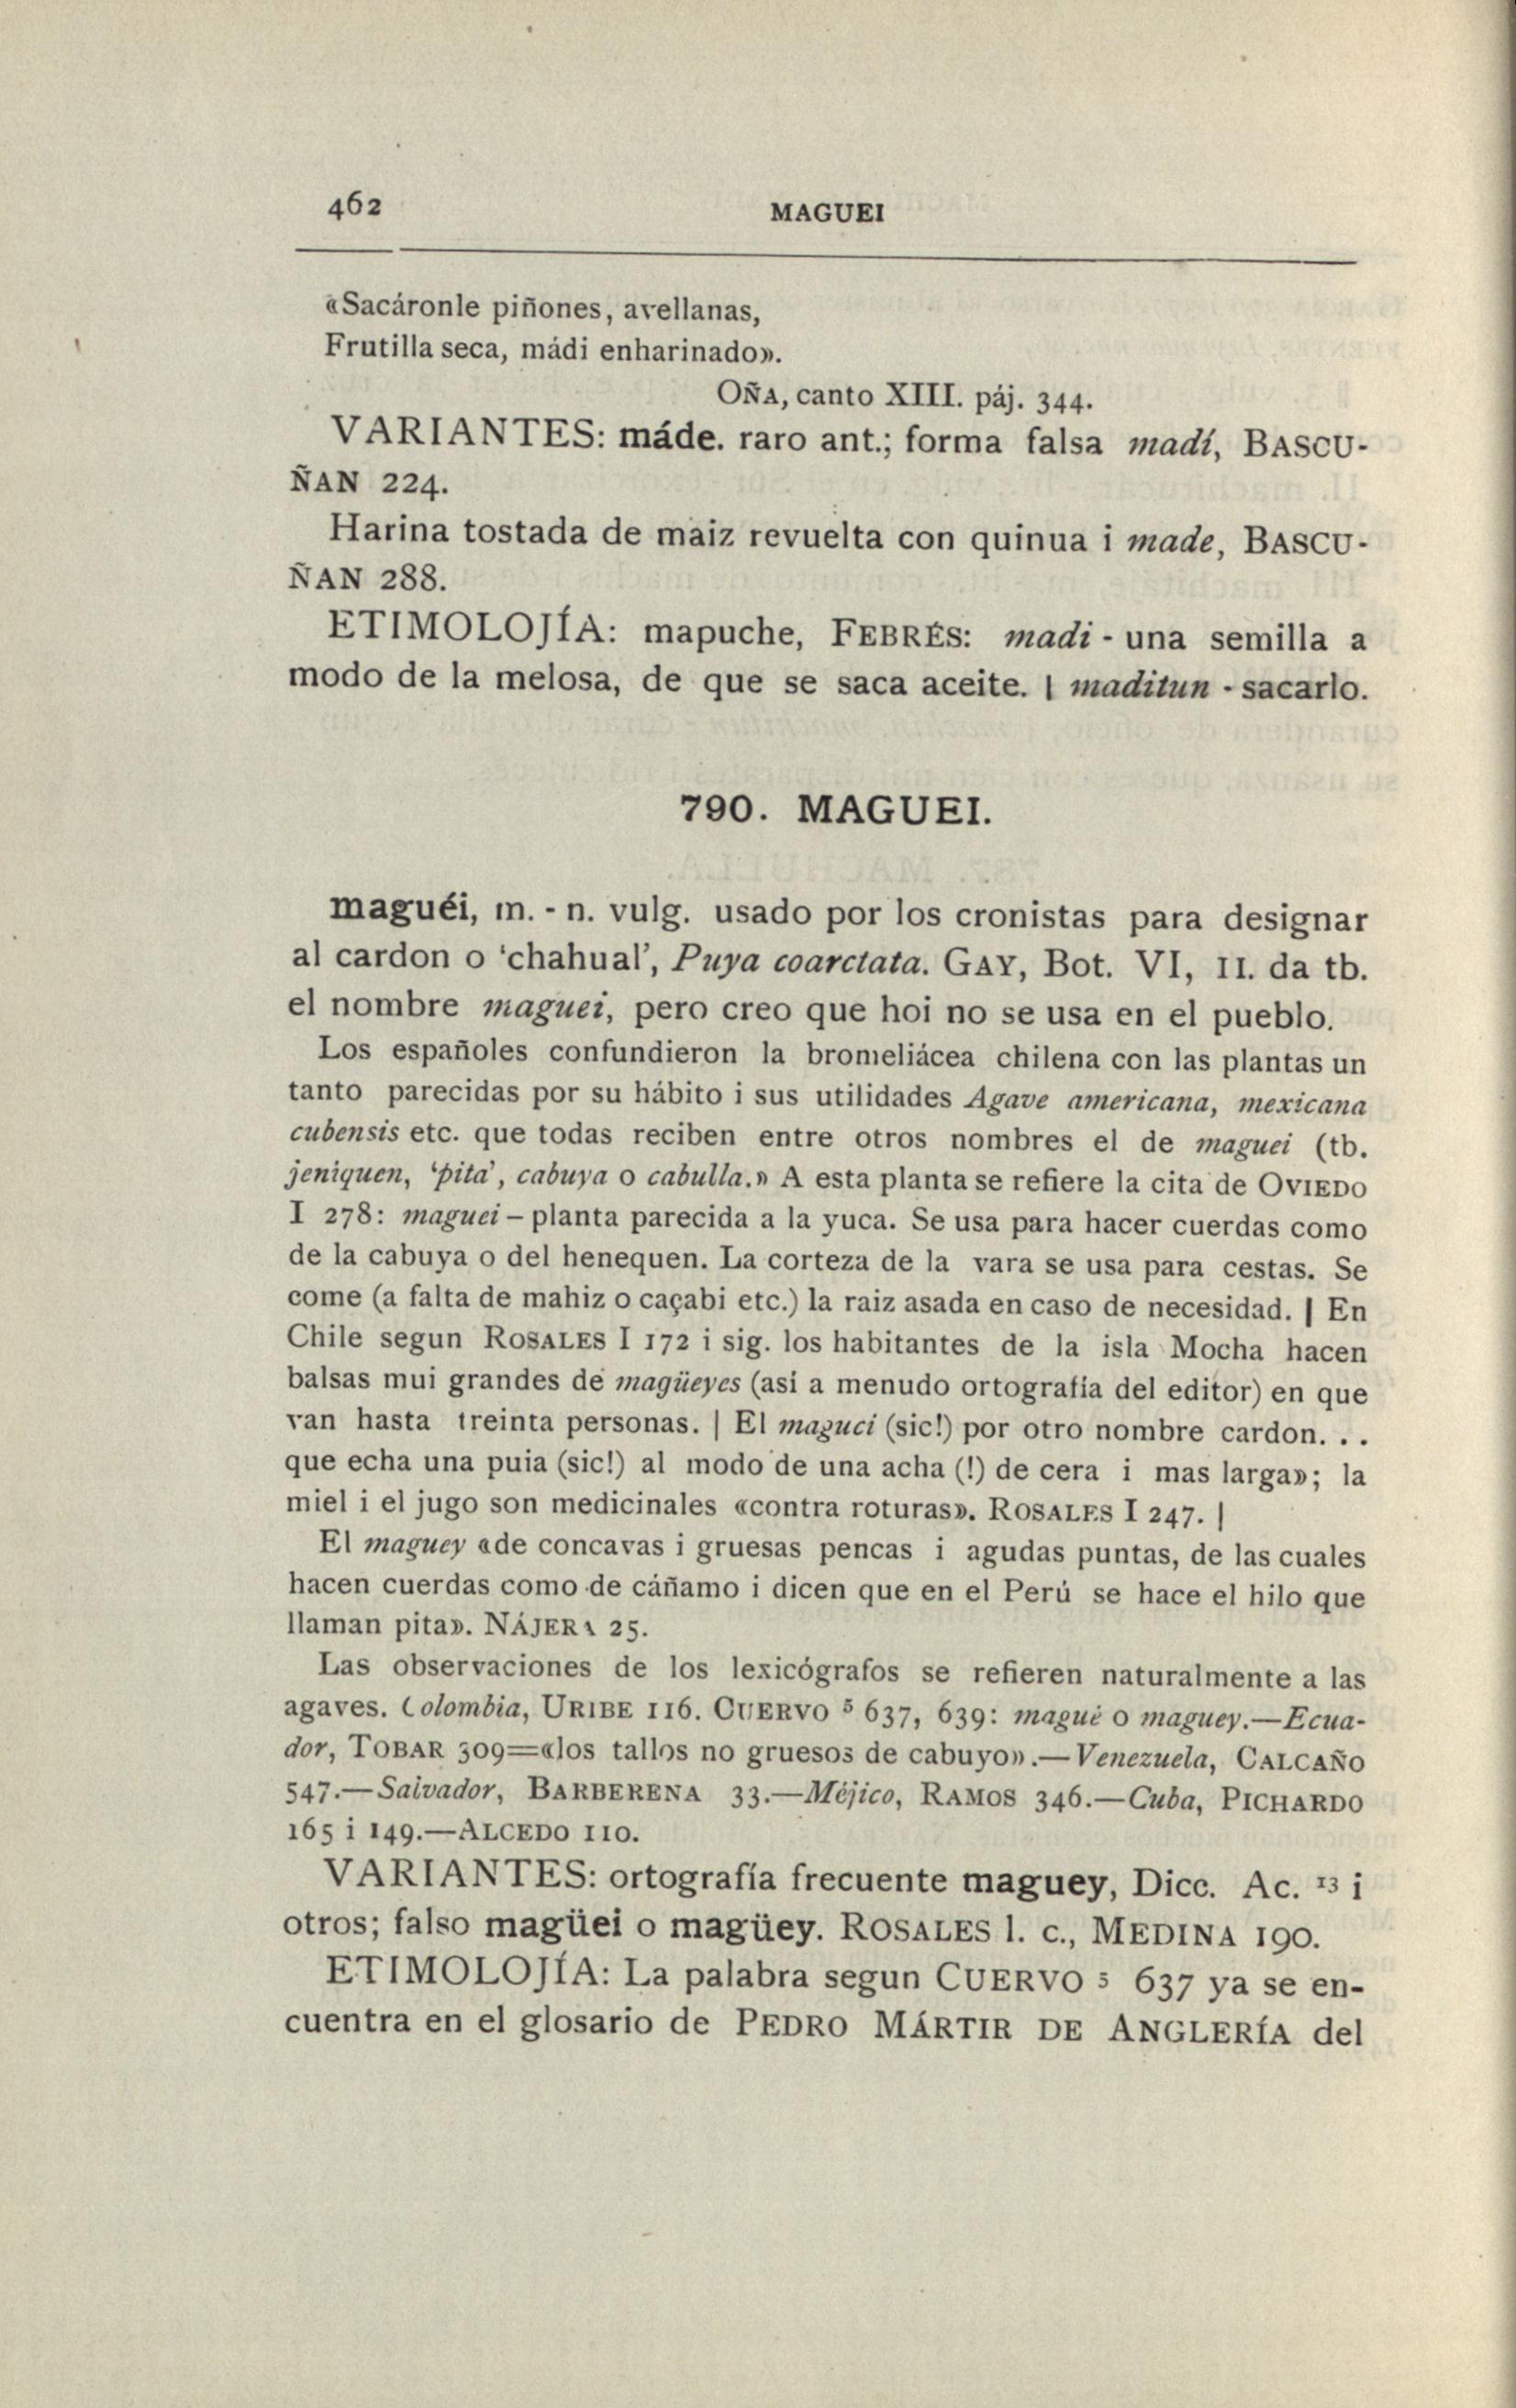 462
MAGUEI
«Sacáronle piñones, avellanas,
Frutilla seca, mádi enharinado».
OÑA, canto XIII. páj. 344.
VARIANTES: máde. raro ant.; forma falsa madí, BASCU-
ÑAN 224.
Harina tostada de maiz revuelta con quinua i made, BASCU-
ÑAN 288.
ETIMOLOJÍA: mapuche, FEBRÉS: madi - una semilla a
modo de la melosa, de que se saca aceite. | maditun - sacarlo.
790. MAGUEI.
maguéi, m. - n. vulg. usado por los cronistas para designar
al cardon o ‘chahual’, Puya coarctata. GAY, Bot. VI, 11. da tb.
el nombre maguei, pero creo que hoi no se usa en el pueblo.
Los españoles confundieron la bromeliácea chilena con las plantas un
tanto parecidas por su hábito i sus utilidades Agave americana, mexicana
cubensis etc. que todas reciben entre otros nombres el de maguei (tb.
jeniquen, ‘pita’, cabuya o cabulla.» A esta planta se refiere la cita de OVIEDO
I 278: maguei – planta parecida a la yuca. Se usa para hacer cuerdas como
de la cabuya o del henequen. La corteza de la vara se usa para cestas. Se
come (a falta de mahiz o caçabi etc.) la raiz asada en caso de necesidad. | En
Chile segun ROSALES I 172 i sig. los habitantes de la isla Mocha hacen
balsas mui grandes de magüeyes (así a menudo ortografía del editor) en que
van hasta treinta personas. | El maguci (sic!) por otro nombre cardon. . .
que echa una puia (sic!) al modo de una acha (!) de cera i mas larga»; la
miel i el jugo son medicinales «contra roturas». ROSALES I 247. |
El maguey «de concavas i gruesas pencas i agudas puntas, de las cuales
hacen cuerdas como de cáñamo i dicen que en el Perú se hace el hilo que
llaman pita». NÁJERA 25.
Las observaciones de los lexicógrafos se refieren naturalmente a las
agaves. Colombia, URIBE 116. CUERVO ⁵ 637, 639: magué o maguey.—Ecua-
dor, TOBAR 309=«los tallos no gruesos de cabuyo».—Venezuela, CALCAÑO
547.—Salvador, BARBERENA 33.—Méjico, RAMOS 346.—Cuba, PICHARDO
165 i 149.—ALCEDO 110.
VARIANTES: ortografía frecuente maguey, Dicc. Ac. ¹³ i
otros; falso magüei o magüey. ROSALES l. c., MEDINA 190.
ETIMOLOJÍA: La palabra segun CUERVO ⁵ 637 ya se en-
cuentra en el glosario de PEDRO MÁRTIR DE ANGLERÍA del